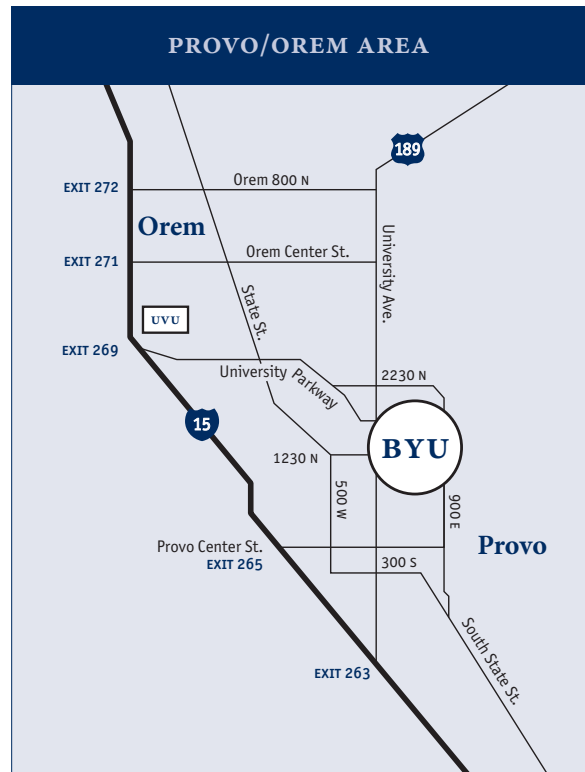 PROVO/OREM AREA
189
Orem 800 N
EXIT 272
Orem
University Ave.
Orem Center St.
EXIT 271
State St.
UVU
EXIT 269
University Parkway
2230 N
15
BYU
1230 N
500 W
900 E
Provo Center St.
EXIT 265
Provo
300 S
South State St.
EXIT 263